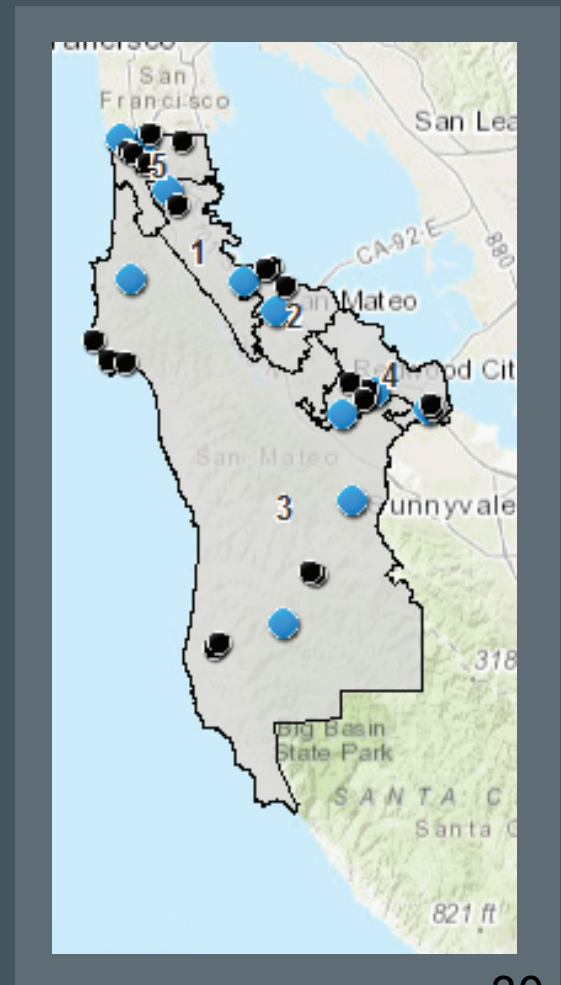 San
Francisco
San Lea
5
CA-92 E
880
1
2
Mateo
4
d Cit
San Mateo
3
unnyvale
318
Big Basin
State Park
SANTA C
Santa
821 ft